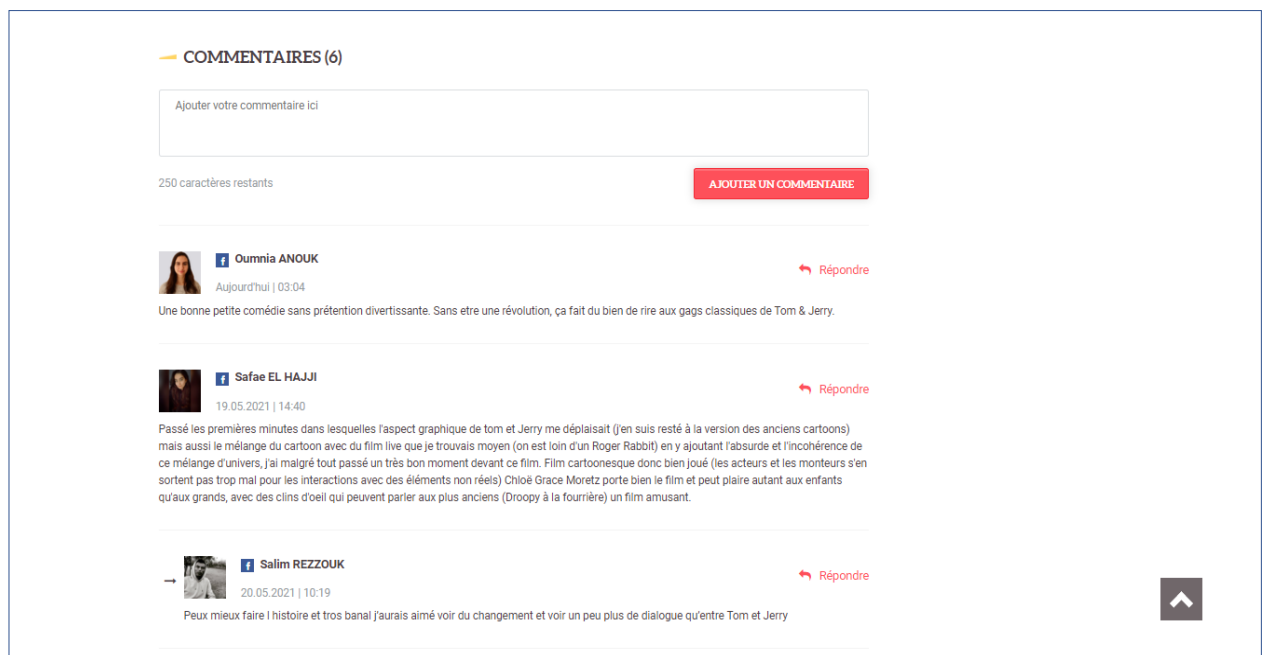 COMMENTAIRES (6)
Ajouter votre commentaire ici
250 caractères restants
AJOUTER UN COMMENTAIRE
Oumnia ANOUK
Répondre
Aujourd'hui | 03:04
Une bonne petite comédie sans prétention divertissante. Sans etre une révolution, ça fait du bien de rire aux gags classiques de Tom & Jerry.
Safae EL HAJJI
Répondre
19.05.2021 | 14:40
Passé les premières minutes dans lesquelles l'aspect graphique de tom et Jerry me déplaisait (j'en suis resté à la version des anciens cartoons)
mais aussi le mélange du cartoon avec du film live que je trouvais moyen (on est loin d'un Roger Rabbit) en y ajoutant l'absurde et l'incohérence de
ce mélange d'univers, j'ai malgré tout passé un très bon moment devant ce film. Film cartoonesque donc bien joué (les acteurs et les monteurs s'en
sortent pas trop mal pour les interactions avec des éléments non réels) Chloë Grace Moretz porte bien le film et peut plaire autant aux enfants
qu'aux grands, avec des clins d'oeil qui peuvent parler aux plus anciens (Droopy à la fourrière) un film amusant.
Salim REZZOUK
Répondre
20.05.2021 | 10:19
Peux mieux faire l histoire et tros banal j'aurais aimé voir du changement et voir un peu plus de dialogue qu'entre Tom et Jerry